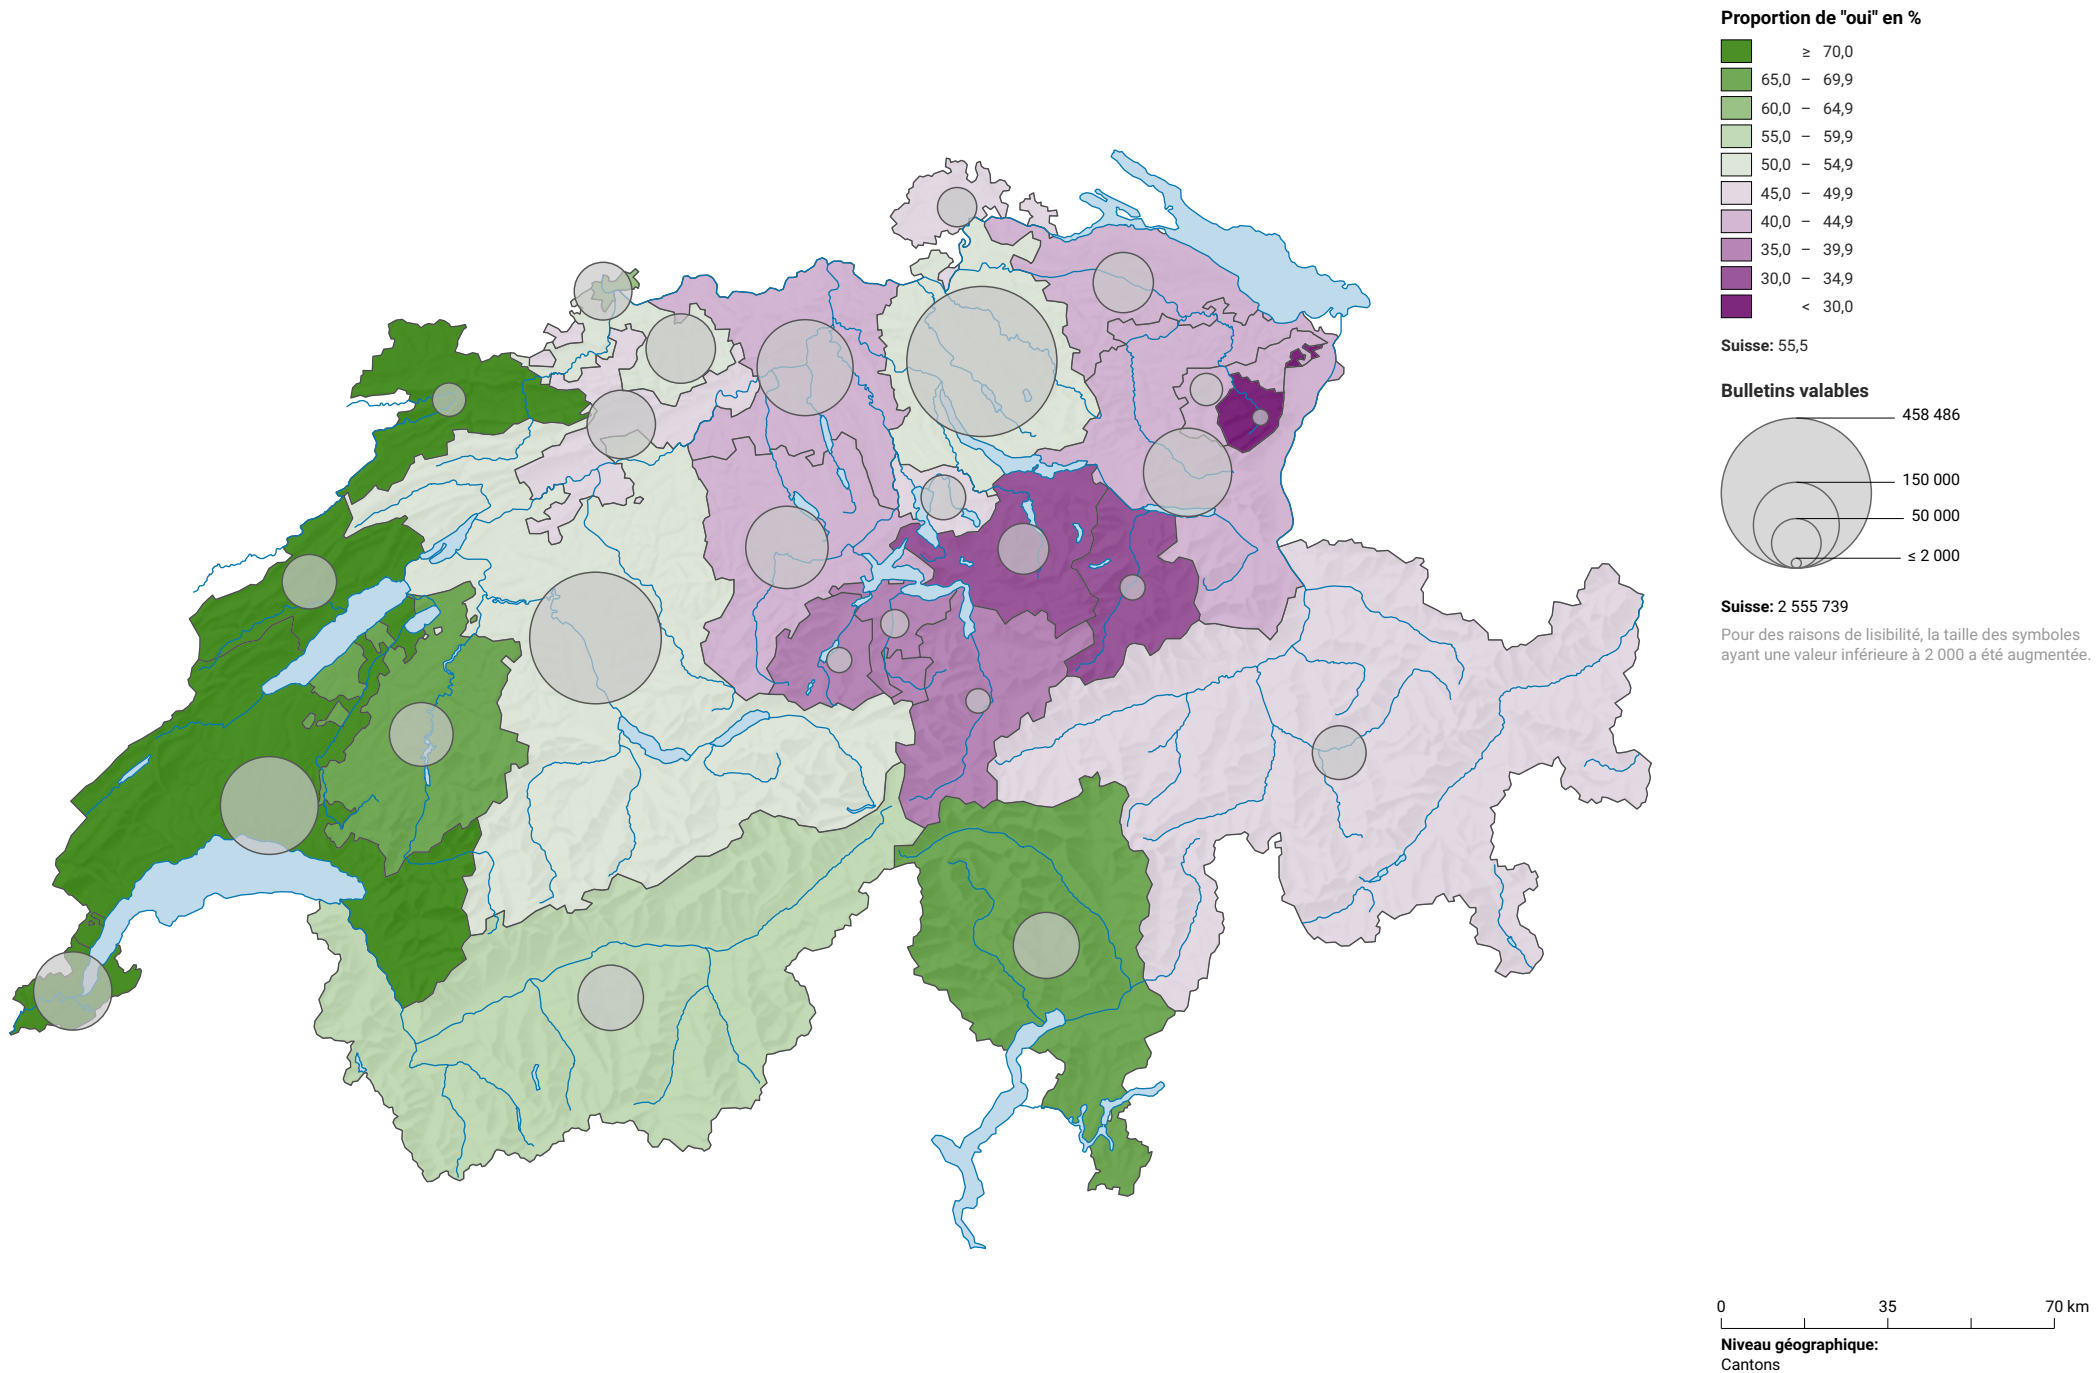 Proportion de "oui" en %
≥ 70,0
65,0 – 69,9
60,0 – 64,9
55,0 – 59,9
50,0 – 54,9
45,0 – 49,9
40,0 – 44,9
35,0 – 39,9
30,0 – 34,9
< 30,0
Suisse: 55,5
Bulletins valables
458 486
150 000
50 000
≤ 2 000
Suisse: 2 555 739
Pour des raisons de lisibilité, la taille des symboles
ayant une valeur inférieure à 2 000 a été augmentée.
0 35 70 km
Niveau géographique:
Cantons